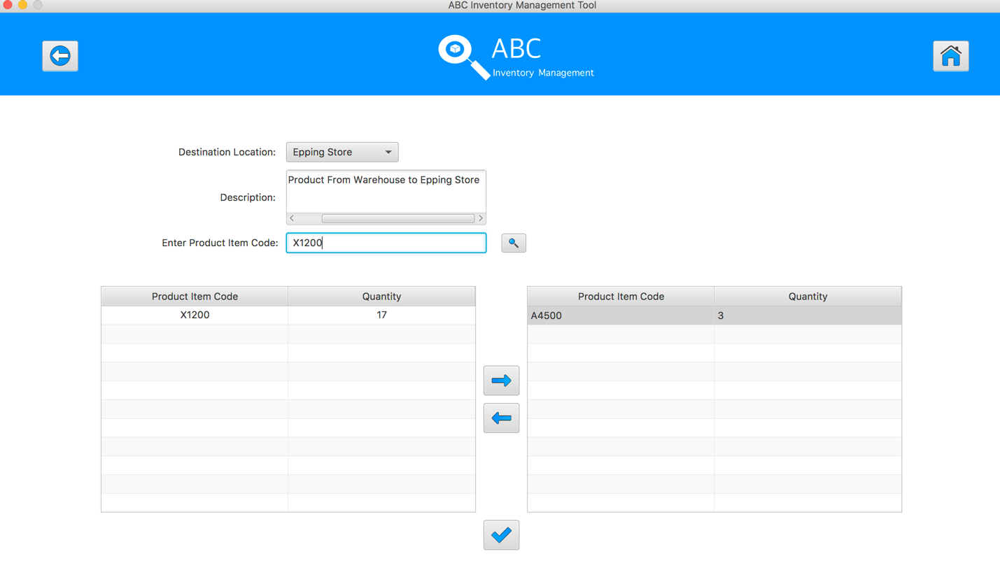 ABC Inventory Management Tool
ABC
Inventory Management
Destination Location: Epping Store
Description: Product From Warehouse to Epping Store
Enter Product Item Code: X1200
Product Item Code Quantity Product Item Code Quantity
X1200 17 A4500 3